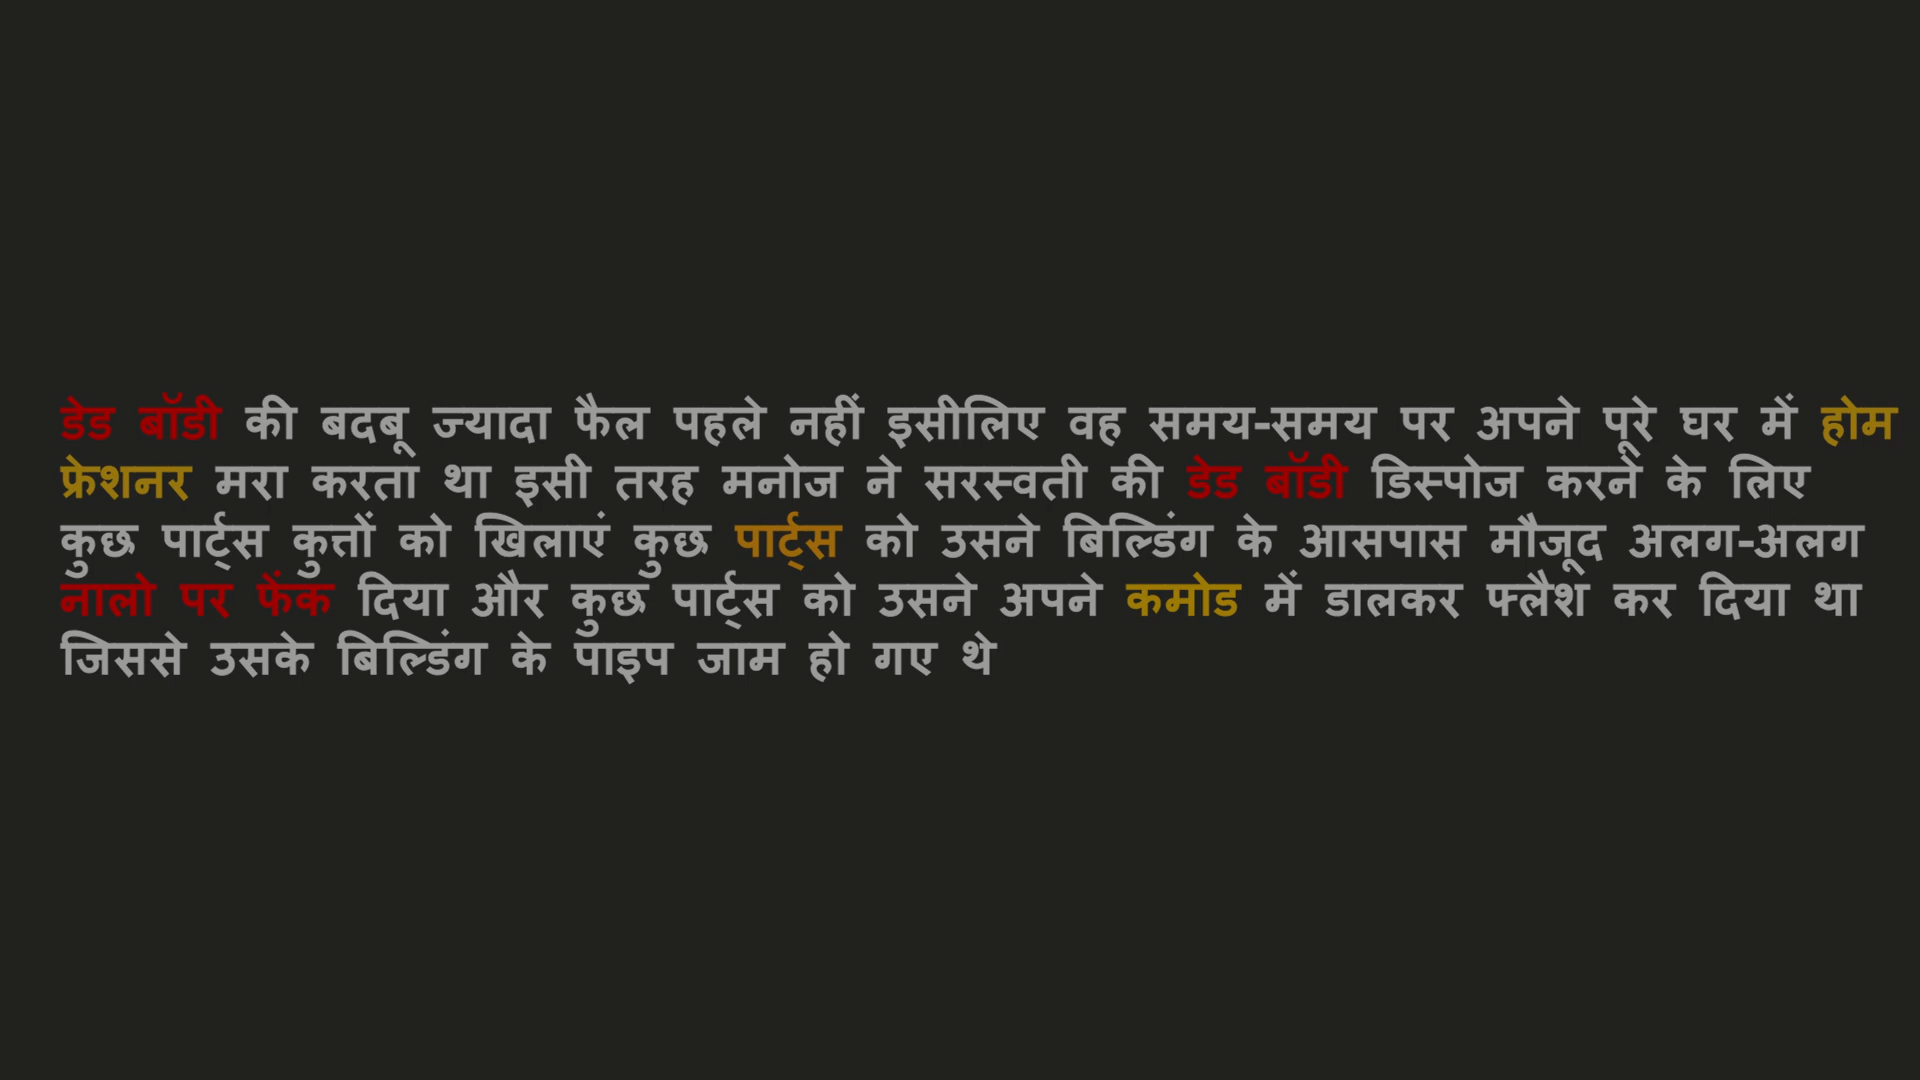 डेड बॉडी की बदबू ज्यादा फैल पहले नहीं इसीलिए वह समय-समय पर अपने पूरे घर में होम
फ्रेशनर मरा करता था इसी तरह मनोज ने सरस्वती की डेड बॉडी डिस्पोज करने के लिए
कुछ पार्ट्स कुत्तों को खिलाएं कुछ पार्ट्स को उसने बिल्डिंग के आसपास मौजूद अलग-अलग
नालो पर फेंक दिया और कुछ पार्ट्स को उसने अपने कमोड में डालकर फ्लैश कर दिया था
जिससे उसके बिल्डिंग के पाइप जाम हो गए थे